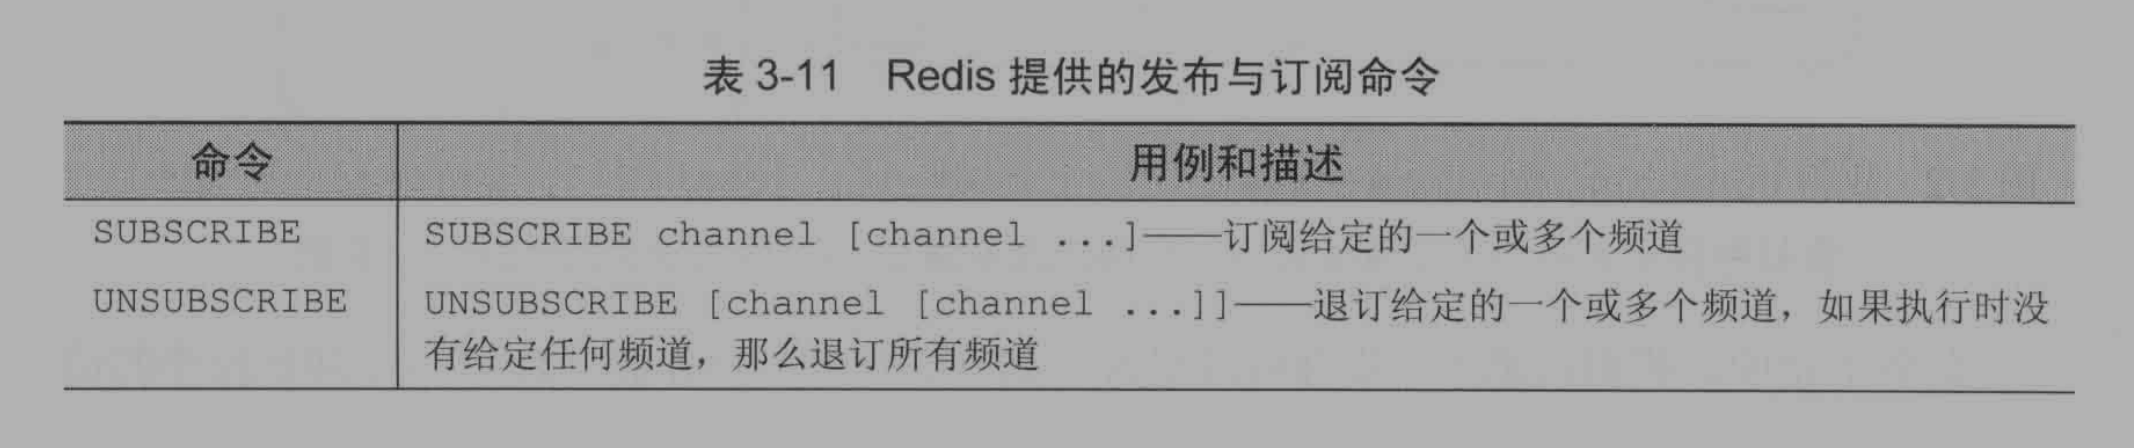 表 3-11 Redis 提供的发布与订阅命令
命令 用例和描述
SUBSCRIBE SUBSCRIBE channel [channel ...]——订阅给定的一个或多个频道
UNSUBSCRIBE UNSUBSCRIBE [channel [channel ...]]——退订给定的一个或多个频道，如果执行时没
有给定任何频道，那么退订所有频道